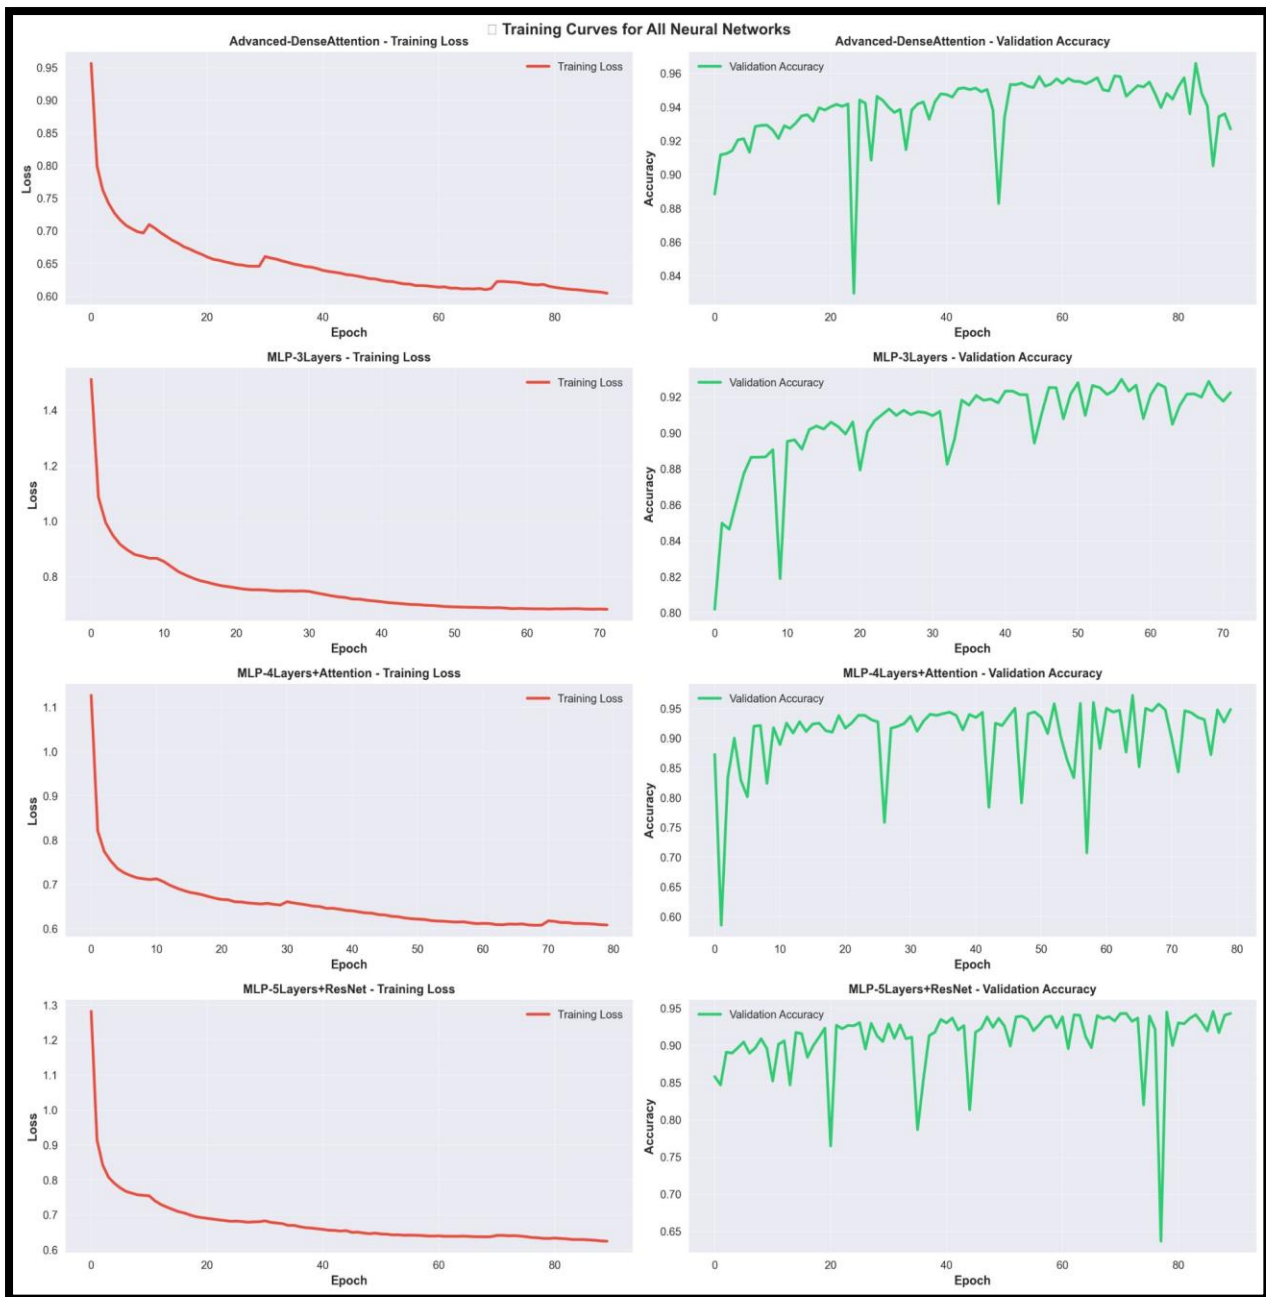 □ Training Curves for All Neural Networks
Advanced-DenseAttention - Training Loss
Training Loss
0.95
0.90
0.85
0.80
0.75
0.70
0.65
0.60
Loss
0 20 40 60 80
Epoch
Advanced-DenseAttention - Validation Accuracy
Validation Accuracy
0.96
0.94
0.92
0.90
0.88
0.86
0.84
Accuracy
0 20 40 60 80
Epoch
MLP-3Layers - Training Loss
Training Loss
1.4
1.2
1.0
0.8
Loss
0 10 20 30 40 50 60 70
Epoch
MLP-3Layers - Validation Accuracy
Validation Accuracy
0.92
0.90
0.88
0.86
0.84
0.82
0.80
Accuracy
0 10 20 30 40 50 60 70
Epoch
MLP-4Layers+Attention - Training Loss
Training Loss
1.1
1.0
0.9
0.8
0.7
0.6
Loss
0 10 20 30 40 50 60 70 80
Epoch
MLP-4Layers+Attention - Validation Accuracy
Validation Accuracy
0.95
0.90
0.85
0.80
0.75
0.70
0.65
0.60
Accuracy
0 10 20 30 40 50 60 70 80
Epoch
MLP-5Layers+ResNet - Training Loss
Training Loss
1.3
1.2
1.1
1.0
0.9
0.8
0.7
0.6
Loss
0 20 40 60 80
Epoch
MLP-5Layers+ResNet - Validation Accuracy
Validation Accuracy
0.95
0.90
0.85
0.80
0.75
0.70
0.65
Accuracy
0 20 40 60 80
Epoch